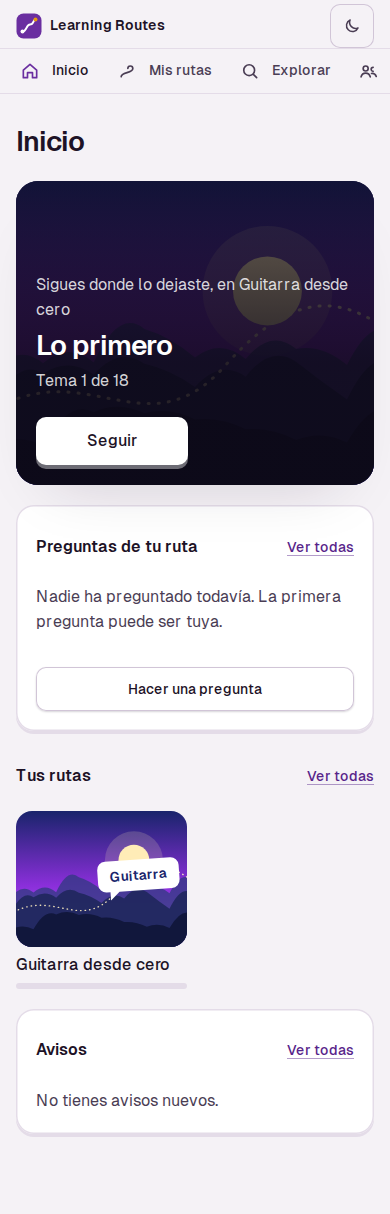 Learning Routes
Inicio
Mis rutas
Explorar
Inicio
Sigues donde lo dejaste, en Guitarra desde
cero
Lo primero
Tema 1 de 18
Seguir
Preguntas de tu ruta
Ver todas
Nadie ha preguntado todavía. La primera
pregunta puede ser tuya.
Hacer una pregunta
Tus rutas
Ver todas
Guitarra
Guitarra desde cero
Avisos
Ver todas
No tienes avisos nuevos.